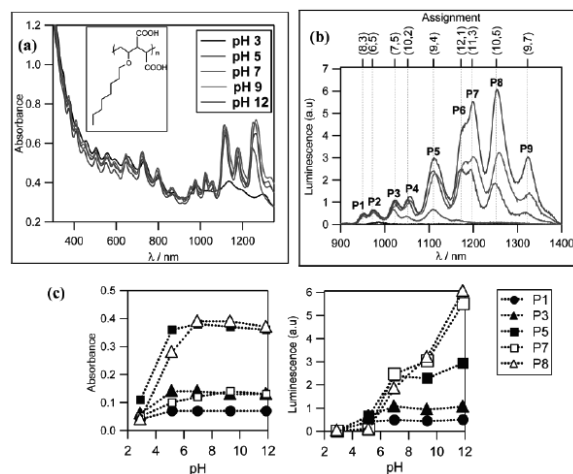 (a)
COOH
n
O
COOH
pH 3
pH 5
pH 7
pH 9
pH 12
Absorbance
1.2
1.0
0.8
0.6
0.4
0.2
400 600 800 1000 1200
λ / nm
Assignment
(b)
(8,3)
(6,5)
(7,5)
(10,2)
(9,4)
(12,1)
(11,3)
(10,5)
(9,7)
Luminescence (a.u)
6
5
4
3
2
1
0
P1 P2 P3 P4 P5 P6 P7 P8 P9
900 1000 1100 1200 1300 1400
λ / nm
(c)
Absorbance
0.5
0.4
0.3
0.2
0.1
0.0
2 4 6 8 10 12
pH
Luminescence (a.u)
6
5
4
3
2
1
0
2 4 6 8 10 12 14
pH
P1
P3
P5
P7
P8